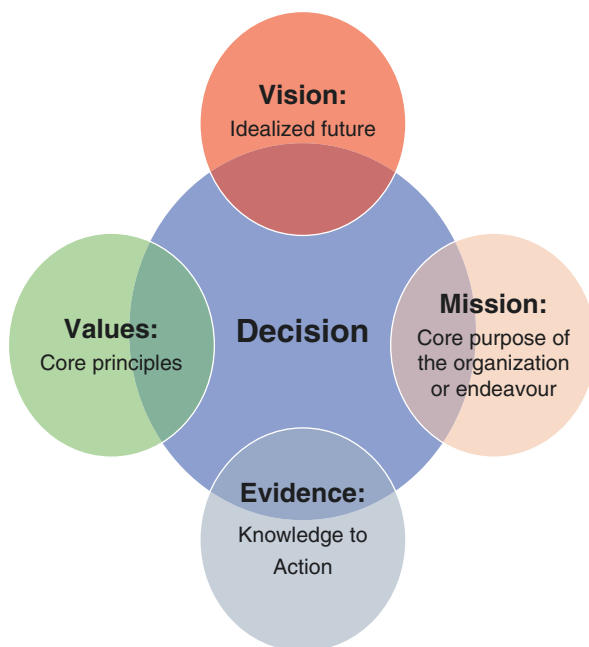 Vision:
Idealized future
Values:
Core principles
Decision
Mission:
Core purpose of
the organization
or endeavour
Evidence:
Knowledge to
Action